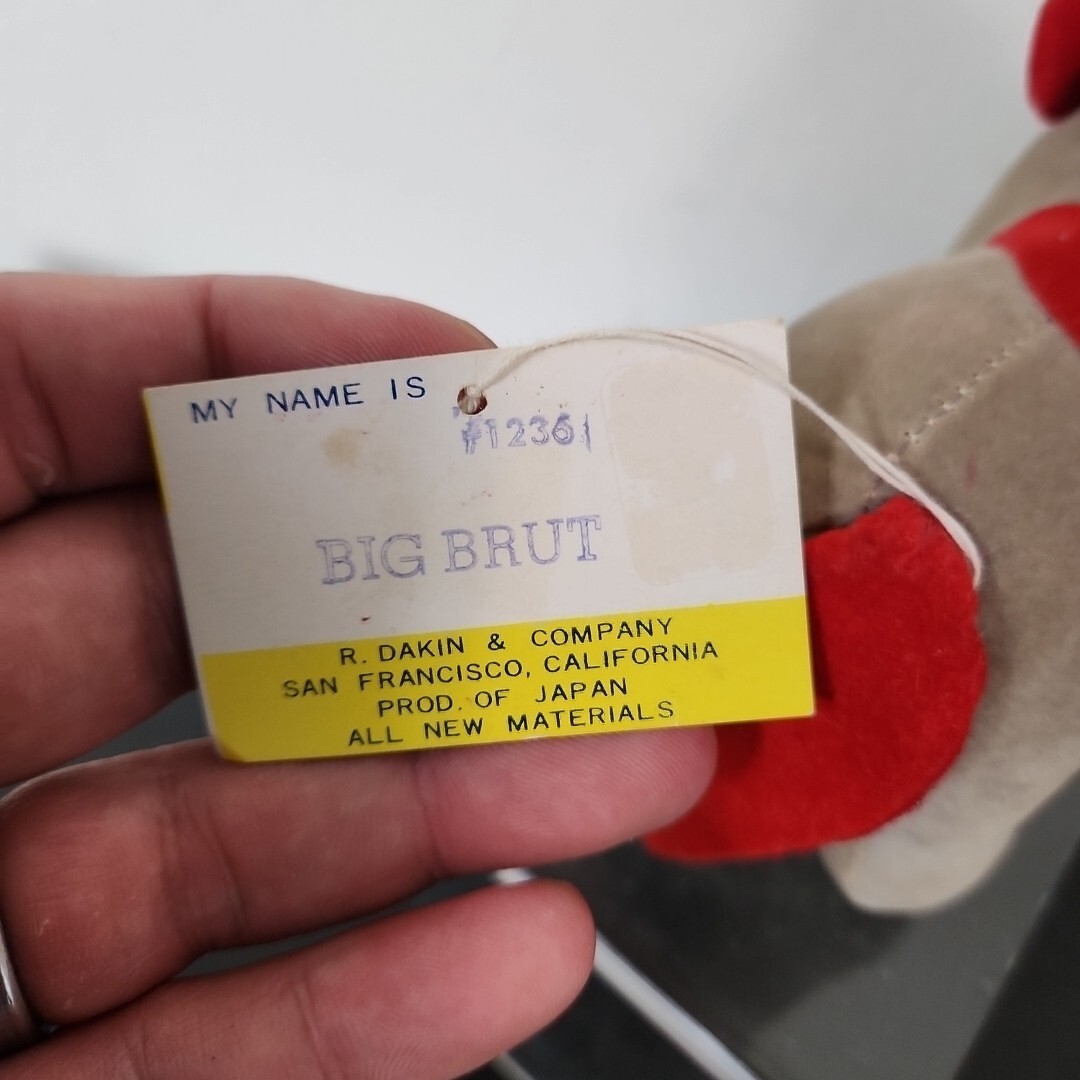 MY NAME IS
#1236
BIG BRUT
R. DAKIN & COMPANY
SAN FRANCISCO, CALIFORNIA
PROD. OF JAPAN
ALL NEW MATERIALS